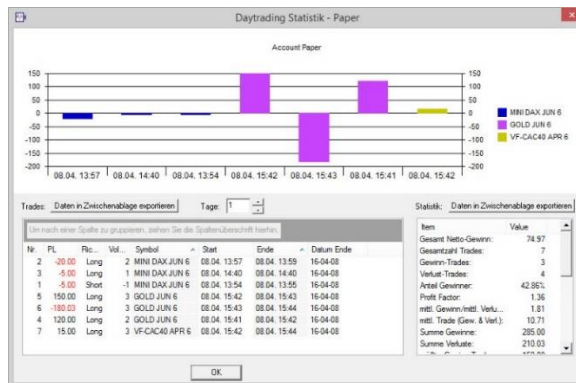 Daytrading Statistik - Paper
Account Paper
150 150
100 100
50 50
0 0
-50 -50
-100 -100
-150 -150
-200 -200
MINI DAX JUN 6
GOLD JUN 6
VF-CAC40 APR 6
08.04. 13:57 08.04. 14:40 08.04. 13:54 08.04. 15:42 08.04. 15:43 08.04. 15:41 08.04. 15:42
Trades: Daten in Zwischenablage exportieren Tage: 1 Statistik: Daten in Zwischenablage exportieren
Um nach einer Spalte zu gruppieren, ziehen Sie die Spaltenüberschrift hierhin.
Nr. PL Ric... Vol... Symbol Start Ende Datum Ende
2 -20.00 Long 2 MINI DAX JUN 6 08.04. 13:57 08.04. 13:59 16-04-08
3 -5.00 Long 1 MINI DAX JUN 6 08.04. 14:40 08.04. 14:40 16-04-08
1 -5.00 Short -1 MINI DAX JUN 6 08.04. 13:54 08.04. 13:55 16-04-08
5 150.00 Long 3 GOLD JUN 6 08.04. 15:42 08.04. 15:43 16-04-08
6 -180.03 Long 3 GOLD JUN 6 08.04. 15:43 08.04. 15:44 16-04-08
4 120.00 Long 2 GOLD JUN 6 08.04. 15:41 08.04. 15:42 16-04-08
7 15.00 Long 3 VF-CAC40 APR 6 08.04. 15:42 08.04. 15:44 16-04-08
Item Value
Gesamt Netto-Gewinn: 74.97
Gesamtzahl Trades: 7
Gewinn-Trades: 3
Verlust-Trades: 4
Anteil Gewinner: 42.86%
Profit Factor: 1.36
mittl. Gewinn/mittl. Verlu... 1.81
mittl. Trade (Gew. & Verl.): 10.71
Summe Gewinne: 285.00
Summe Verluste: 210.03
OK